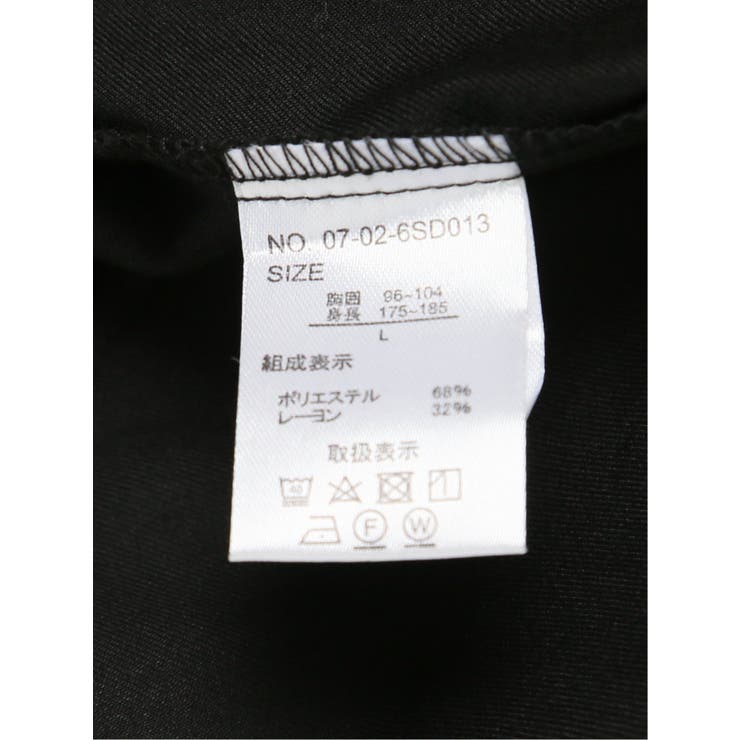 NO. 07-02-6SD013
SIZE
胸囲 96~104
身長 175~185
L
組成表示
ポリエステル 68%
レーヨン 32%
取扱表示
40
F W